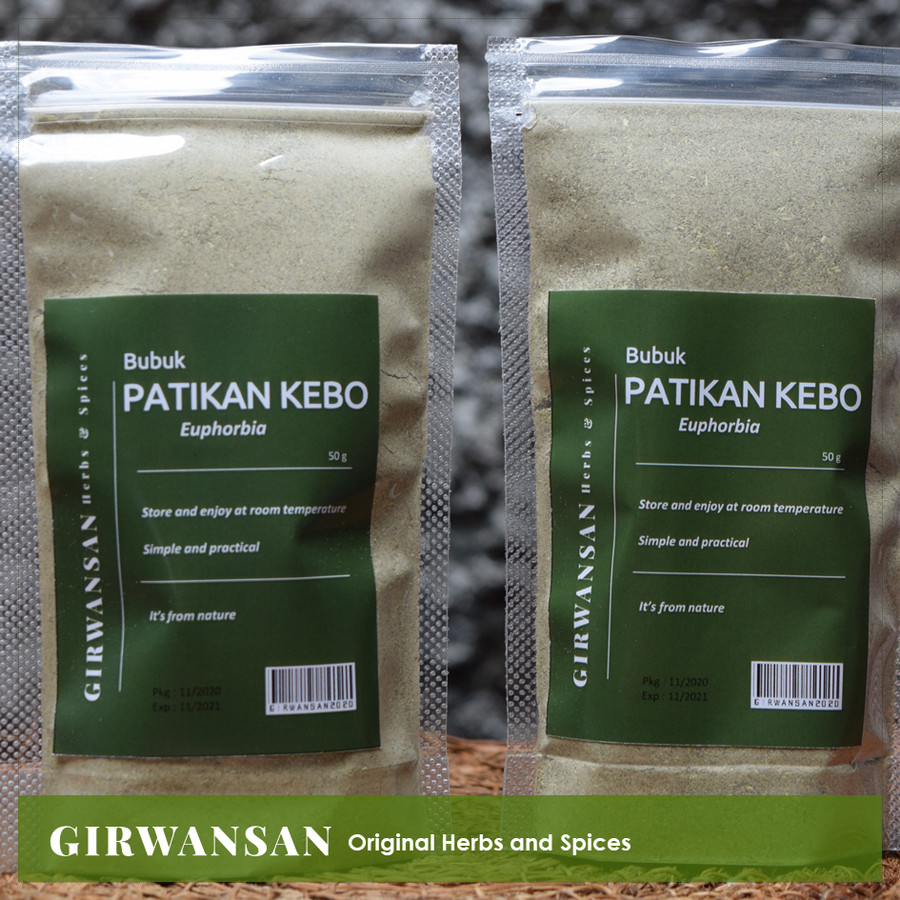 GIRWANSAN Herbs & Spices
Bubuk
PATIKAN KEBO
Euphorbia
50 g
Store and enjoy at room temperature
Simple and practical
It's from nature
Pkg : 11/2020
Exp : 11/2021
GIRWANSAN2020
GIRWANSAN Herbs & Spices
Bubuk
PATIKAN KEBO
Euphorbia
50 g
Store and enjoy at room temperature
Simple and practical
It's from nature
Pkg : 11/2020
Exp : 11/2021
GIRWANSAN2020
GIRWANSAN Original Herbs and Spices